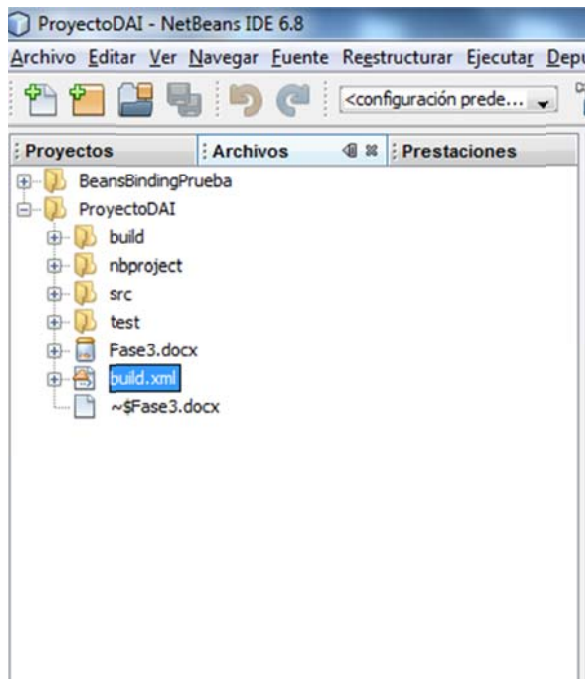 ProyectoDAI - NetBeans IDE 6.8
Archivo Editar Ver Navegar Fuente Reestructurar Ejecutar Depu
<configuración prede...
Proyectos Archivos Prestaciones
BeansBindingPrueba
ProyectoDAI
build
nbproject
src
test
Fase3.docx
build.xml
~$Fase3.docx